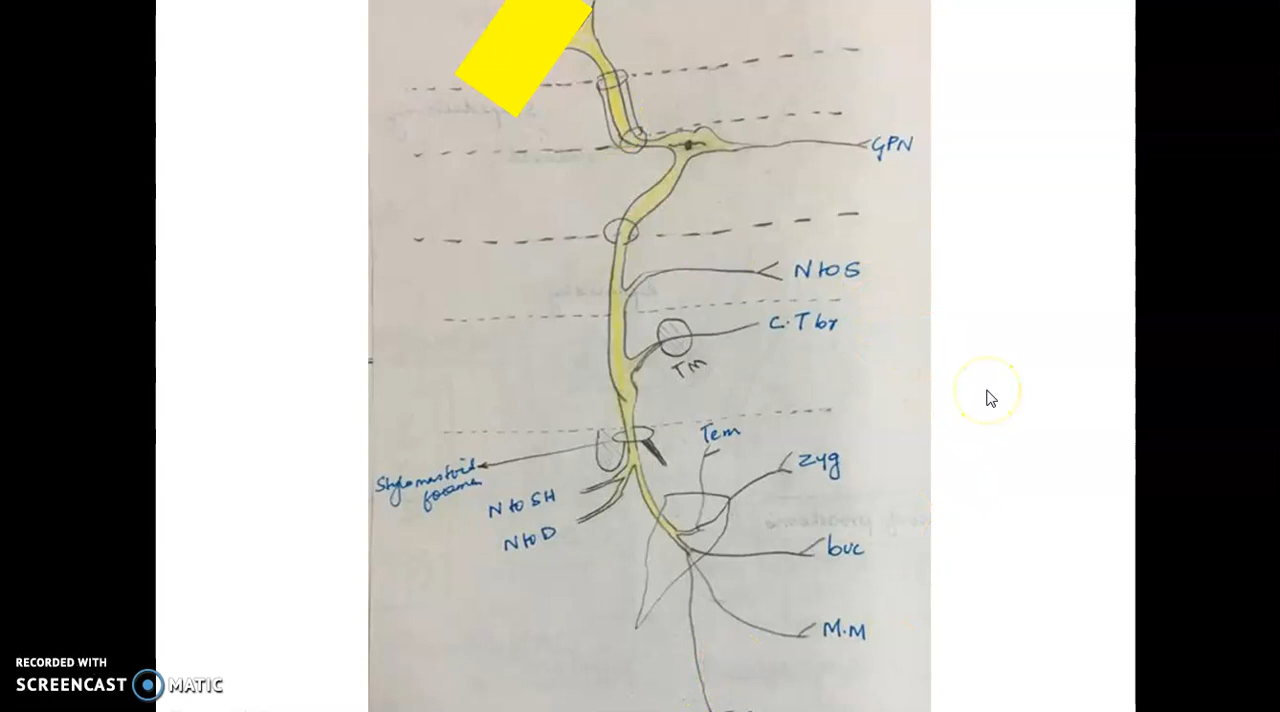 GPN
N to S
C.T br
TM
Tem
Stylomastoid
foramen
zyg
N to SH
N to D
buc
M.M
RECORDED WITH
SCREENCAST MATIC